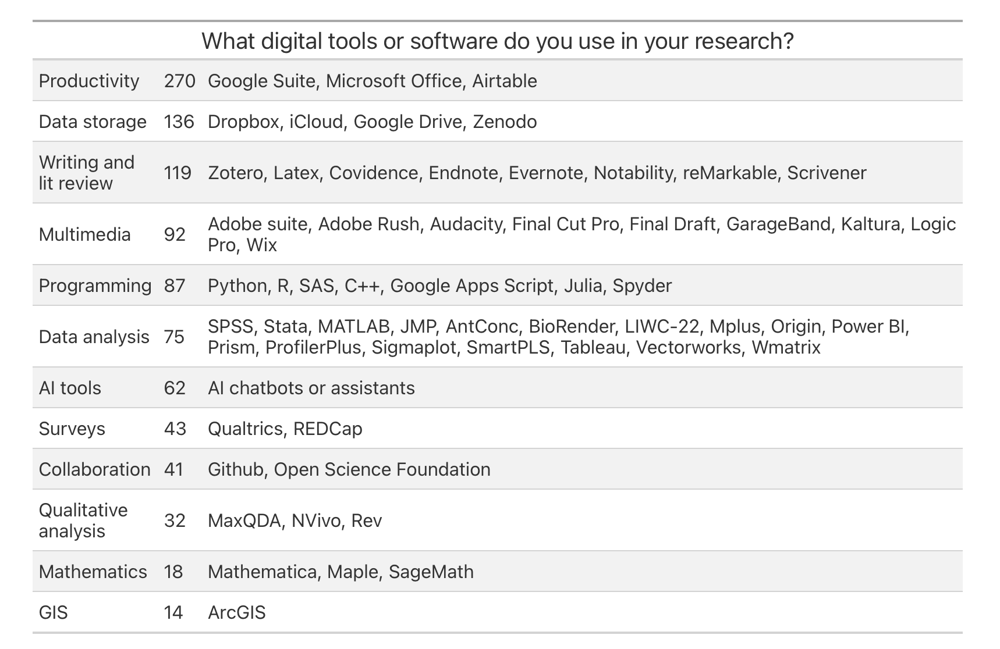 What digital tools or software do you use in your research?
Productivity 270 Google Suite, Microsoft Office, Airtable
Data storage 136 Dropbox, iCloud, Google Drive, Zenodo
Writing and
lit review 119 Zotero, Latex, Covidence, Endnote, Evernote, Notability, reMarkable, Scrivener
Multimedia 92 Adobe suite, Adobe Rush, Audacity, Final Cut Pro, Final Draft, GarageBand, Kaltura, Logic
Pro, Wix
Programming 87 Python, R, SAS, C++, Google Apps Script, Julia, Spyder
Data analysis 75 SPSS, Stata, MATLAB, JMP, AntConc, BioRender, LIWC-22, Mplus, Origin, Power BI,
Prism, ProfilerPlus, Sigmaplot, SmartPLS, Tableau, Vectorworks, Wmatrix
AI tools 62 AI chatbots or assistants
Surveys 43 Qualtrics, REDCap
Collaboration 41 Github, Open Science Foundation
Qualitative
analysis 32 MaxQDA, NVivo, Rev
Mathematics 18 Mathematica, Maple, SageMath
GIS 14 ArcGIS